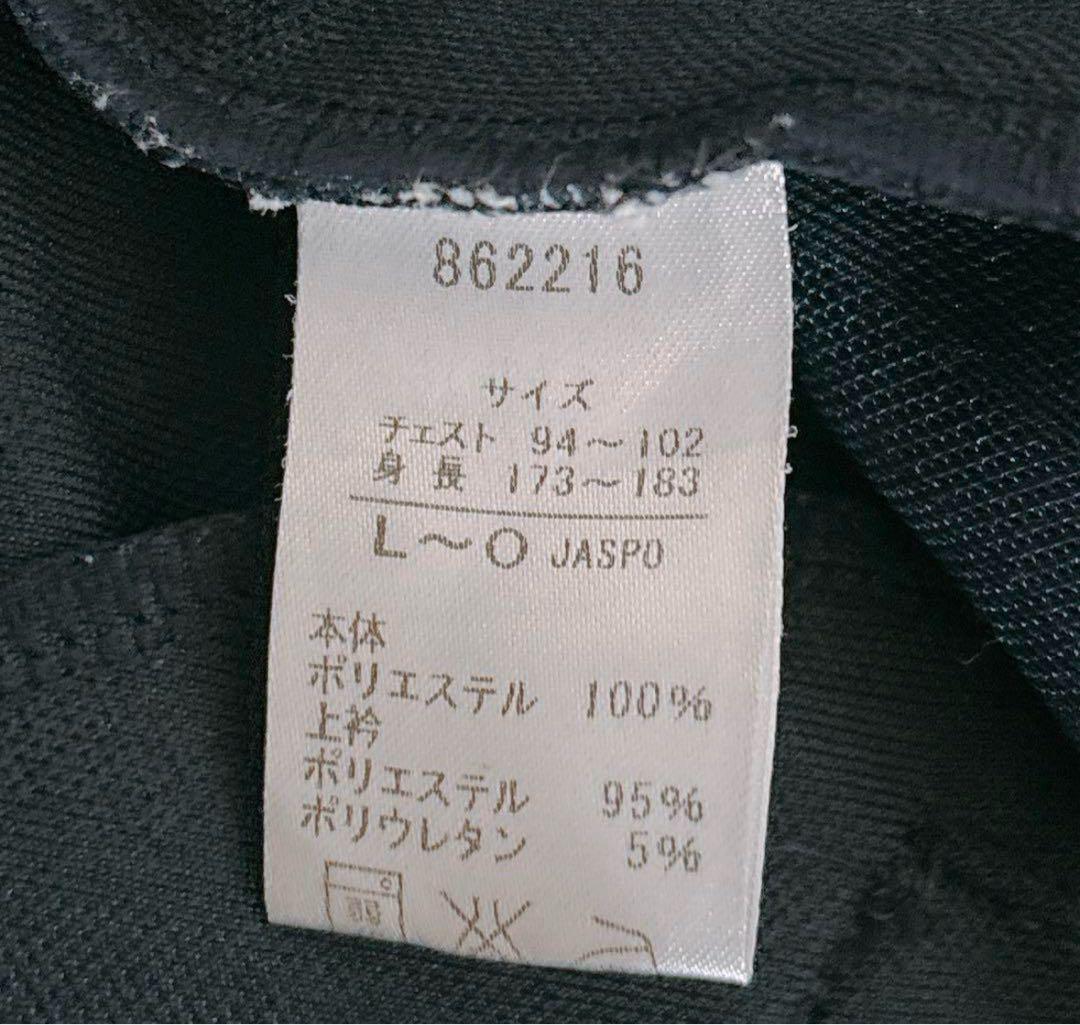 862216
サイズ
チェスト 94～102
身長 173～183
L～O JASPO
本体
ポリエステル 100%
上衿
ポリエステル 95%
ポリウレタン 5%